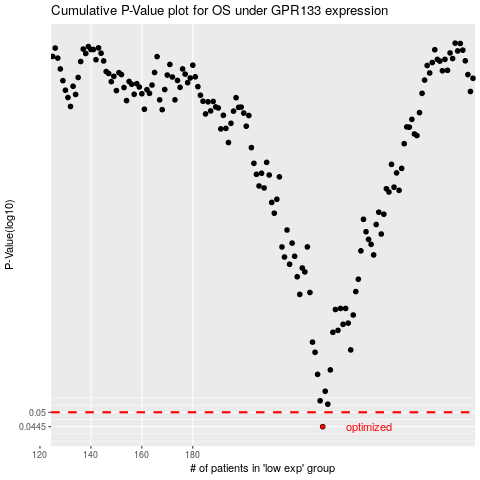 Cumulative P-Value plot for OS under GPR133 expression
P-Value(log10)
0.05
0.0445
optimized
120 140 160 180
# of patients in 'low exp' group